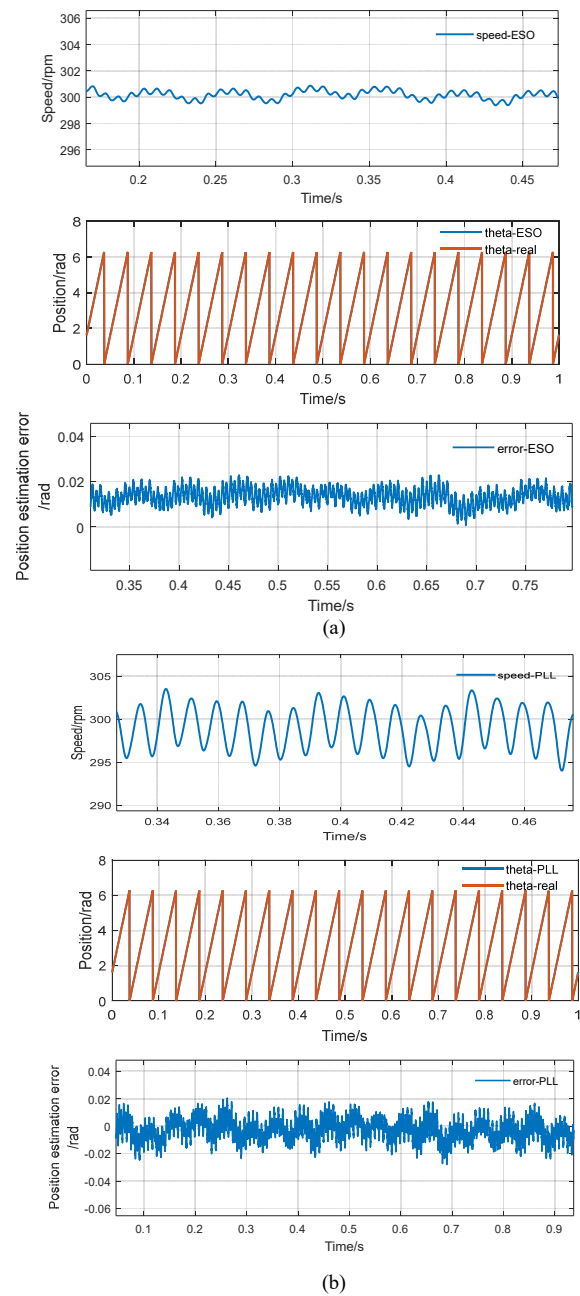 306
304
302
300
298
296
Speed/rpm
speed-ESO
0.2 0.25 0.3 0.35 0.4 0.45
Time/s
8
6
4
2
0
Position/rad
theta-ESO
theta-real
0 0.1 0.2 0.3 0.4 0.5 0.6 0.7 0.8 0.9 1
Time/s
0.04
0.02
0
Position estimation error
/rad
error-ESO
0.35 0.4 0.45 0.5 0.55 0.6 0.65 0.7 0.75
Time/s
(a)
305
300
295
290
Speed/rpm
speed-PLL
0.34 0.36 0.38 0.4 0.42 0.44 0.46
Time/s
8
6
4
2
0
Position/rad
theta-PLL
theta-real
0 0.1 0.2 0.3 0.4 0.5 0.6 0.7 0.8 0.9 1
Time/s
0.04
0.02
0
-0.02
-0.04
-0.06
Position estimation error
/rad
error-PLL
0.1 0.2 0.3 0.4 0.5 0.6 0.7 0.8 0.9
Time/s
(b)